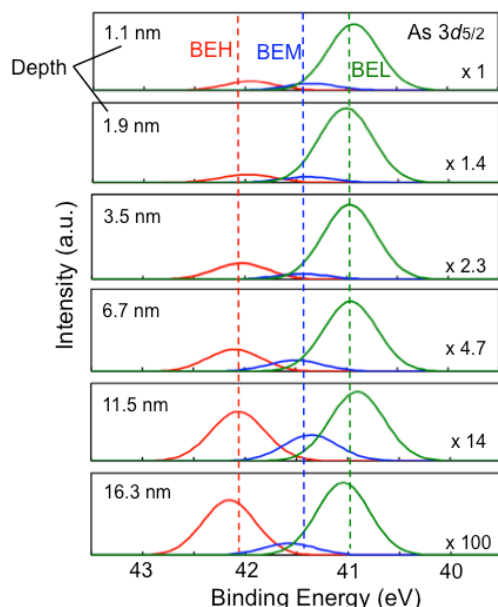 1.1 nm
As 3d5/2
Depth
BEH
BEM
BEL
x 1
1.9 nm
x 1.4
3.5 nm
x 2.3
6.7 nm
x 4.7
11.5 nm
x 14
16.3 nm
x 100
Intensity (a.u.)
43 42 41 40
Binding Energy (eV)